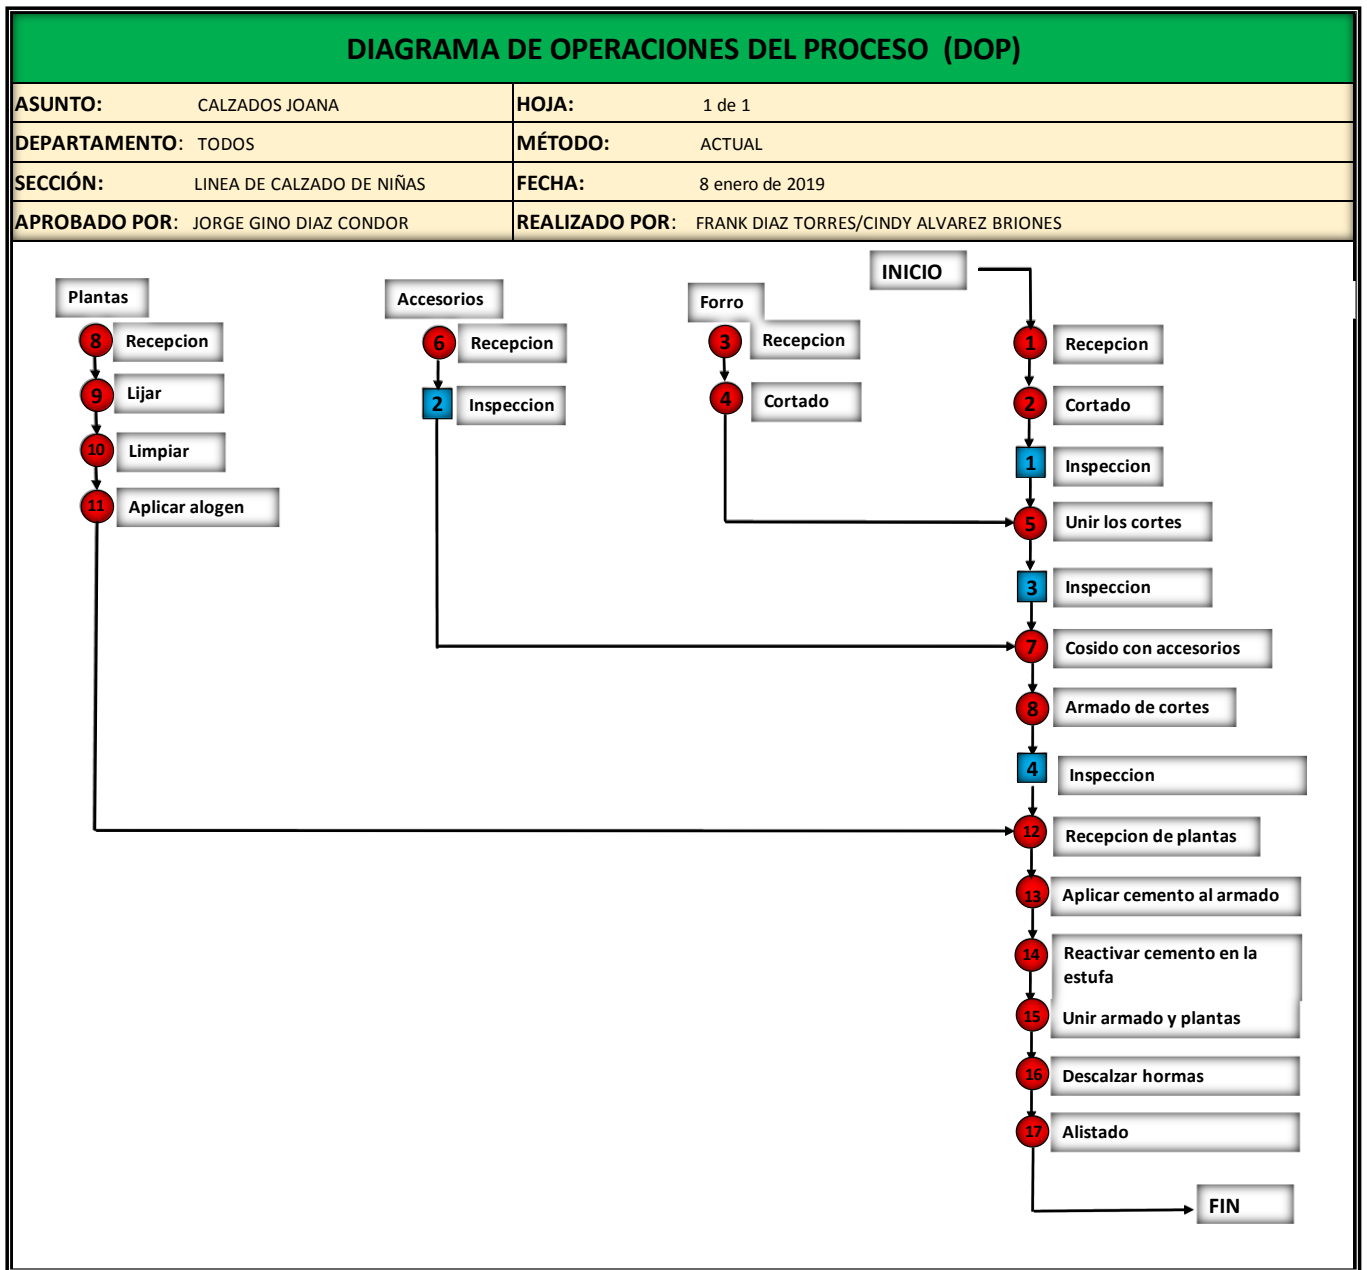 DIAGRAMA DE OPERACIONES DEL PROCESO (DOP)
ASUNTO: CALZADOS JOANA
HOJA: 1 de 1
DEPARTAMENTO: TODOS
MÉTODO: ACTUAL
SECCIÓN: LINEA DE CALZADO DE NIÑAS
FECHA: 8 enero de 2019
APROBADO POR: JORGE GINO DIAZ CONDOR
REALIZADO POR: FRANK DIAZ TORRES/CINDY ALVAREZ BRIONES
Plantas
8 Recepcion
9 Lijar
10 Limpiar
11 Aplicar alogen
Accesorios
6 Recepcion
2 Inspeccion
Forro
3 Recepcion
4 Cortado
INICIO
1 Recepcion
2 Cortado
1 Inspeccion
5 Unir los cortes
3 Inspeccion
7 Cosido con accesorios
8 Armado de cortes
4 Inspeccion
12 Recepcion de plantas
13 Aplicar cemento al armado
14 Reactivar cemento en la
estufa
15 Unir armado y plantas
16 Descalzar hormas
17 Alistado
FIN